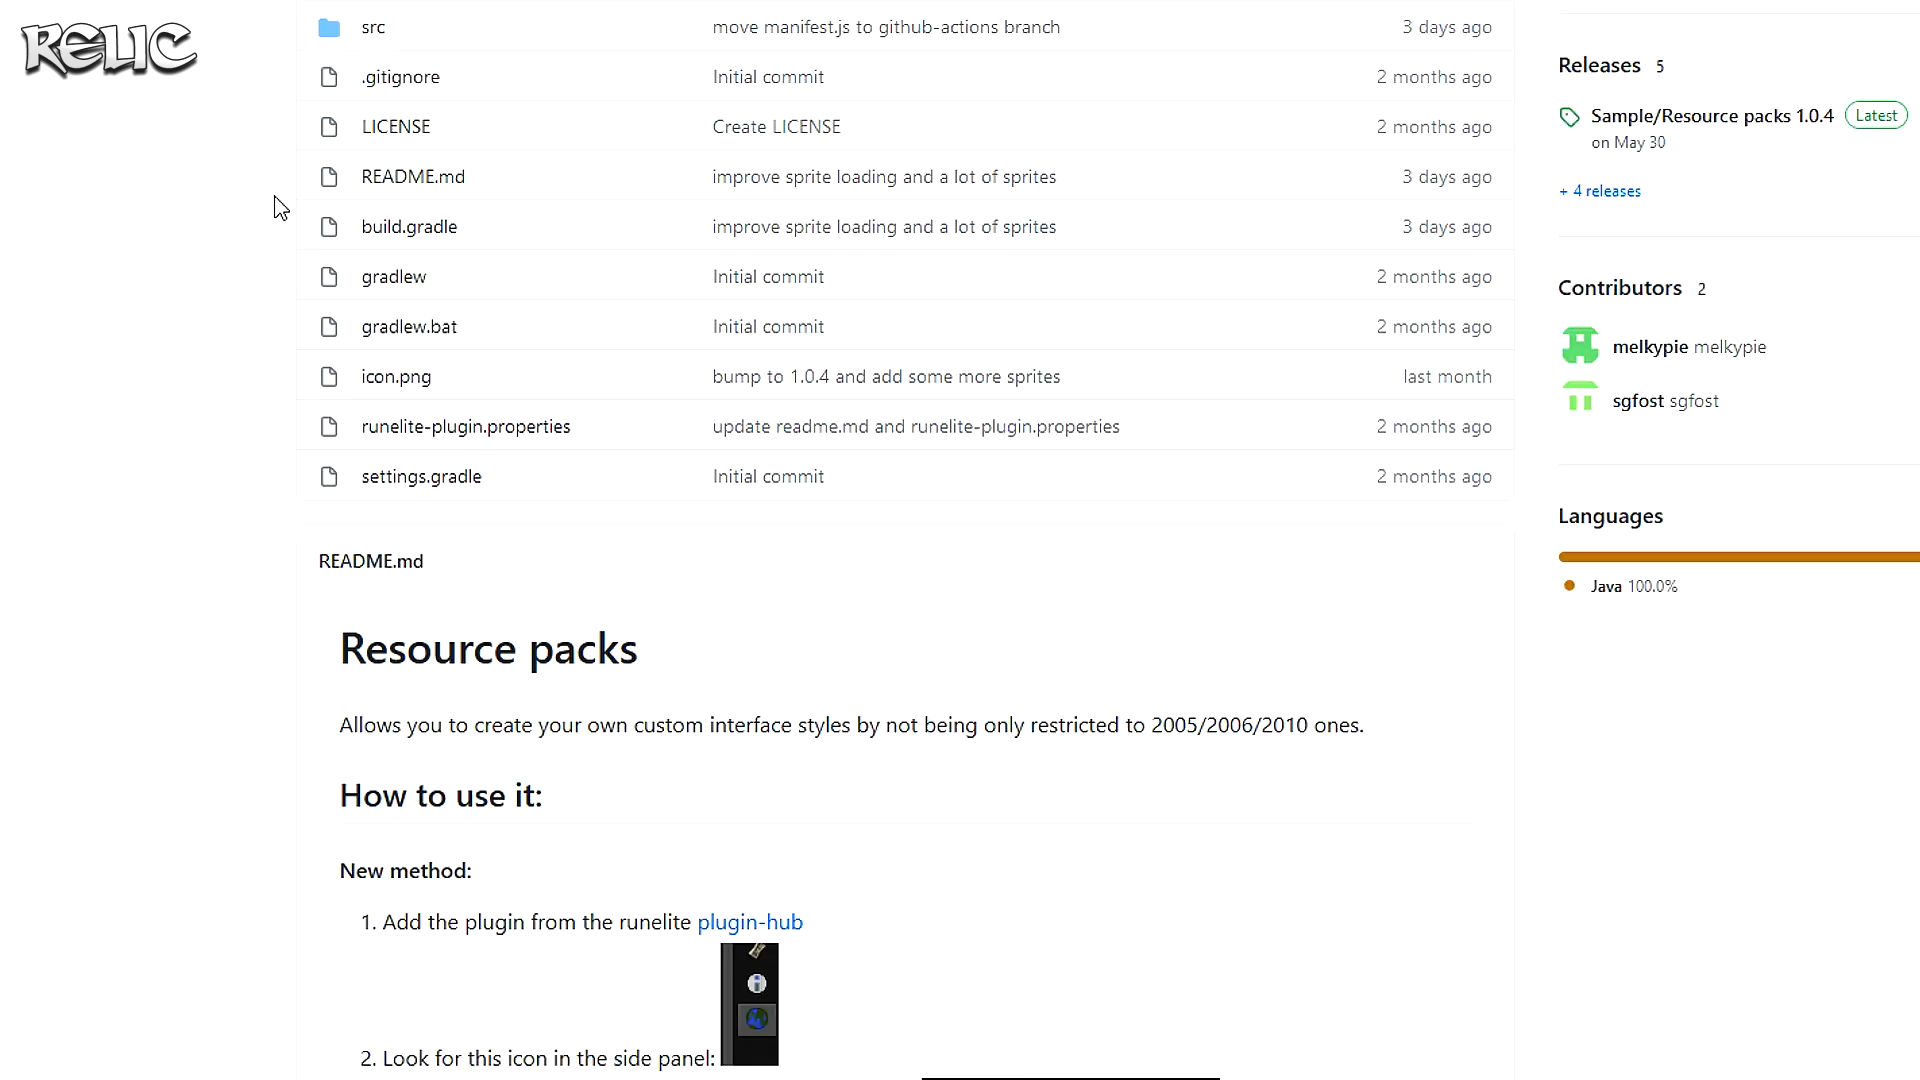 RELIC
src move manifest.js to github-actions branch 3 days ago
.gitignore Initial commit 2 months ago
LICENSE Create LICENSE 2 months ago
README.md improve sprite loading and a lot of sprites 3 days ago
build.gradle improve sprite loading and a lot of sprites 3 days ago
gradlew Initial commit 2 months ago
gradlew.bat Initial commit 2 months ago
icon.png bump to 1.0.4 and add some more sprites last month
runelite-plugin.properties update readme.md and runelite-plugin.properties 2 months ago
settings.gradle Initial commit 2 months ago
README.md
Resource packs
Allows you to create your own custom interface styles by not being only restricted to 2005/2006/2010 ones.
How to use it:
New method:
1. Add the plugin from the runelite plugin-hub
2. Look for this icon in the side panel:
Releases 5
Sample/Resource packs 1.0.4 Latest
on May 30
+ 4 releases
Contributors 2
melkypie melkypie
sgfost sgfost
Languages
Java 100.0%